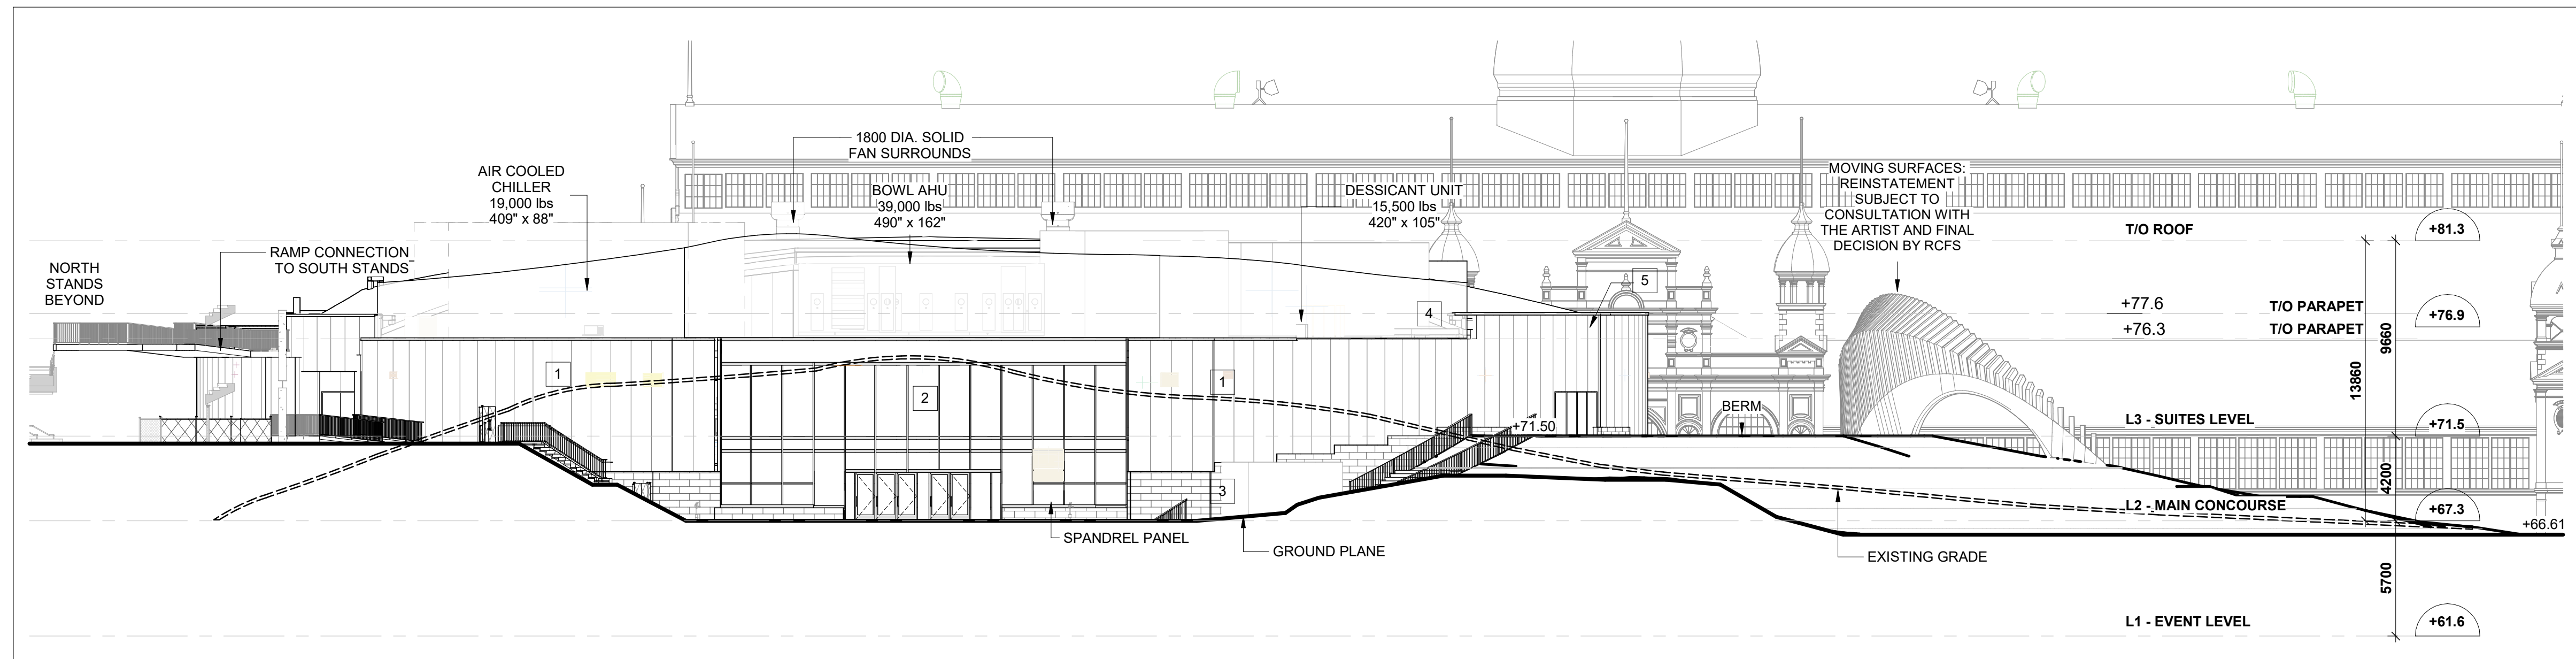 1800 DIA. SOLID
FAN SURROUNDS
AIR COOLED
CHILLER
19,000 lbs
409" x 88"
BOWL AHU
39,000 lbs
490" x 162"
DESSICANT UNIT
15,500 lbs
420" x 105"
MOVING SURFACES:
REINSTATEMENT
SUBJECT TO
CONSULTATION WITH
THE ARTIST AND FINAL
DECISION BY RCFS
T/O ROOF
+81.3
RAMP CONNECTION
TO SOUTH STANDS
NORTH
STANDS
BEYOND
5
4
+77.6
T/O PARAPET
+76.9
+76.3
T/O PARAPET
9660
13860
1
2
1
BERM
+71.50
L3 - SUITES LEVEL
+71.5
4200
3
L2 - MAIN CONCOURSE
+67.3
+66.61
SPANDREL PANEL
GROUND PLANE
EXISTING GRADE
5700
L1 - EVENT LEVEL
+61.6